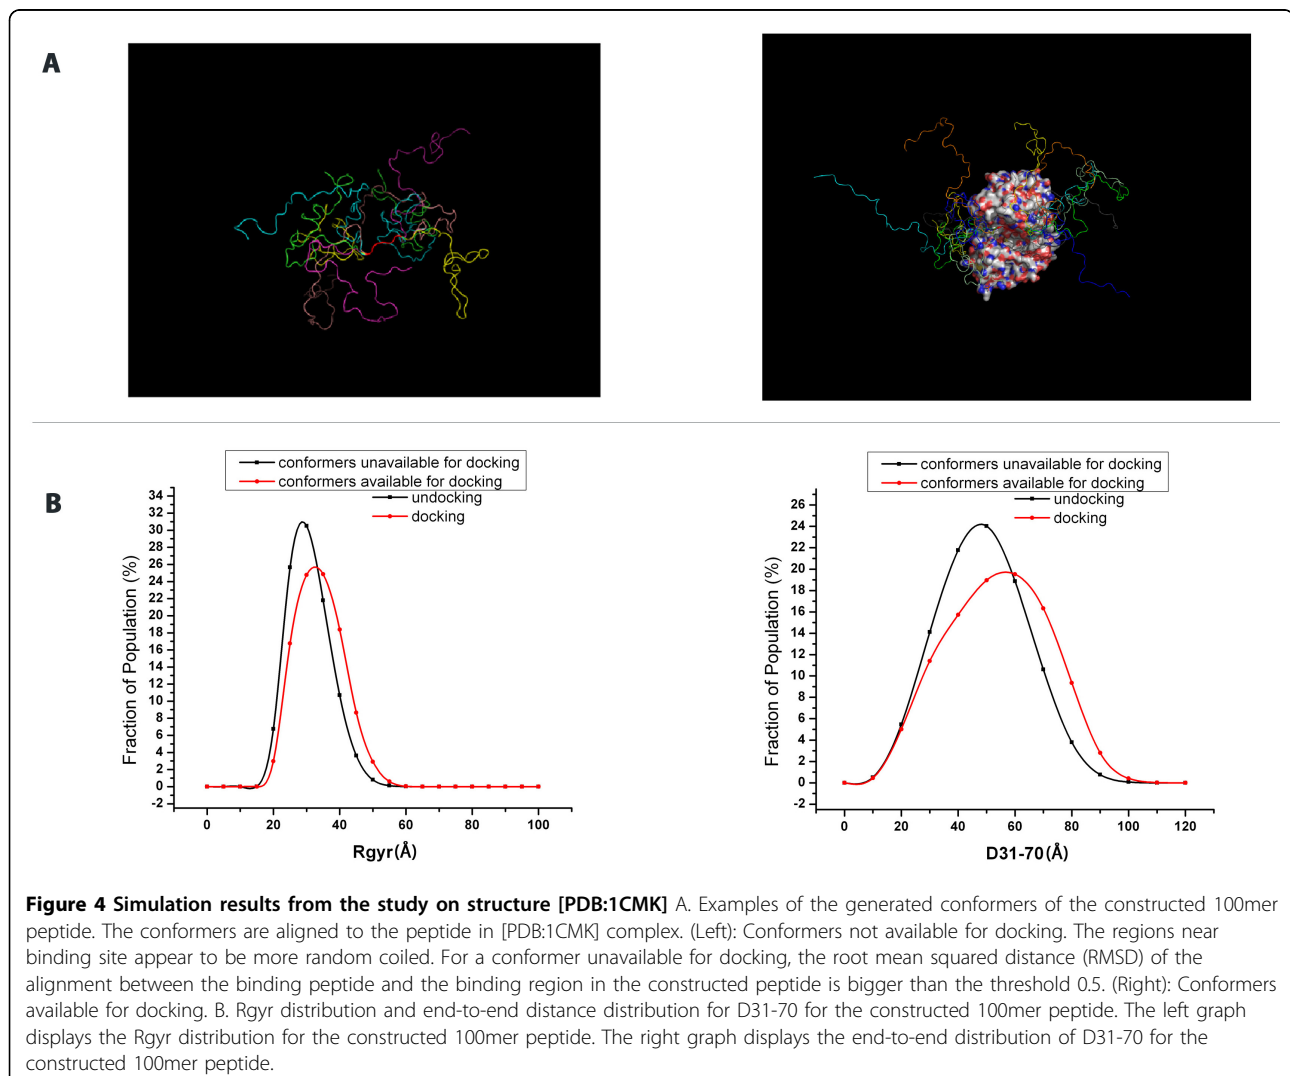 A
B
conformers unavailable for docking
conformers available for docking
undocking
docking
34
32
30
28
26
24
22
20
18
16
14
12
10
8
6
4
2
0
-2
Fraction of Population (%)
0 20 40 60 80 100
Rgyr(Å)
conformers unavailable for docking
conformers available for docking
undocking
docking
26
24
22
20
18
16
14
12
10
8
6
4
2
0
-2
Fraction of Population (%)
0 20 40 60 80 100 120
D31-70(Å)
Figure 4 Simulation results from the study on structure [PDB:1CMK] A. Examples of the generated conformers of the constructed 100mer
peptide. The conformers are aligned to the peptide in [PDB:1CMK] complex. (Left): Conformers not available for docking. The regions near
binding site appear to be more random coiled. For a conformer unavailable for docking, the root mean squared distance (RMSD) of the
alignment between the binding peptide and the binding region in the constructed peptide is bigger than the threshold 0.5. (Right): Conformers
available for docking. B. Rgyr distribution and end-to-end distance distribution for D31-70 for the constructed 100mer peptide. The left graph
displays the Rgyr distribution for the constructed 100mer peptide. The right graph displays the end-to-end distribution of D31-70 for the
constructed 100mer peptide.